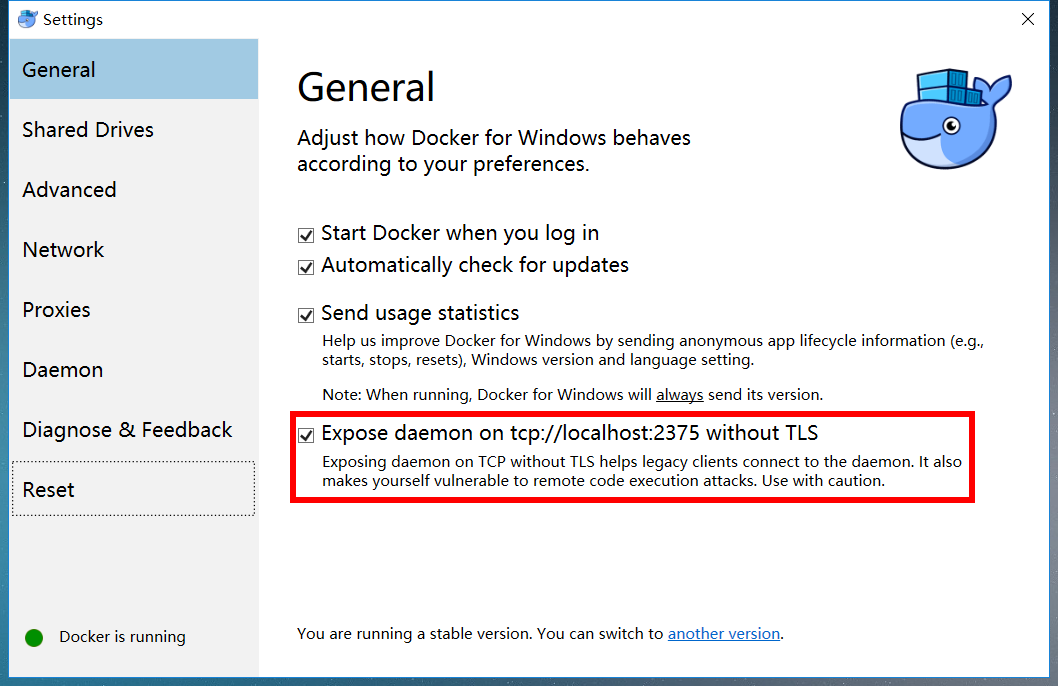 Settings
General
Shared Drives
Advanced
Network
Proxies
Daemon
Diagnose & Feedback
Reset
Docker is running
General
Adjust how Docker for Windows behaves
according to your preferences.
Start Docker when you log in
Automatically check for updates
Send usage statistics
Help us improve Docker for Windows by sending anonymous app lifecycle information (e.g.,
starts, stops, resets), Windows version and language setting.
Note: When running, Docker for Windows will always send its version.
Expose daemon on tcp://localhost:2375 without TLS
Exposing daemon on TCP without TLS helps legacy clients connect to the daemon. It also
makes yourself vulnerable to remote code execution attacks. Use with caution.
You are running a stable version. You can switch to another version.